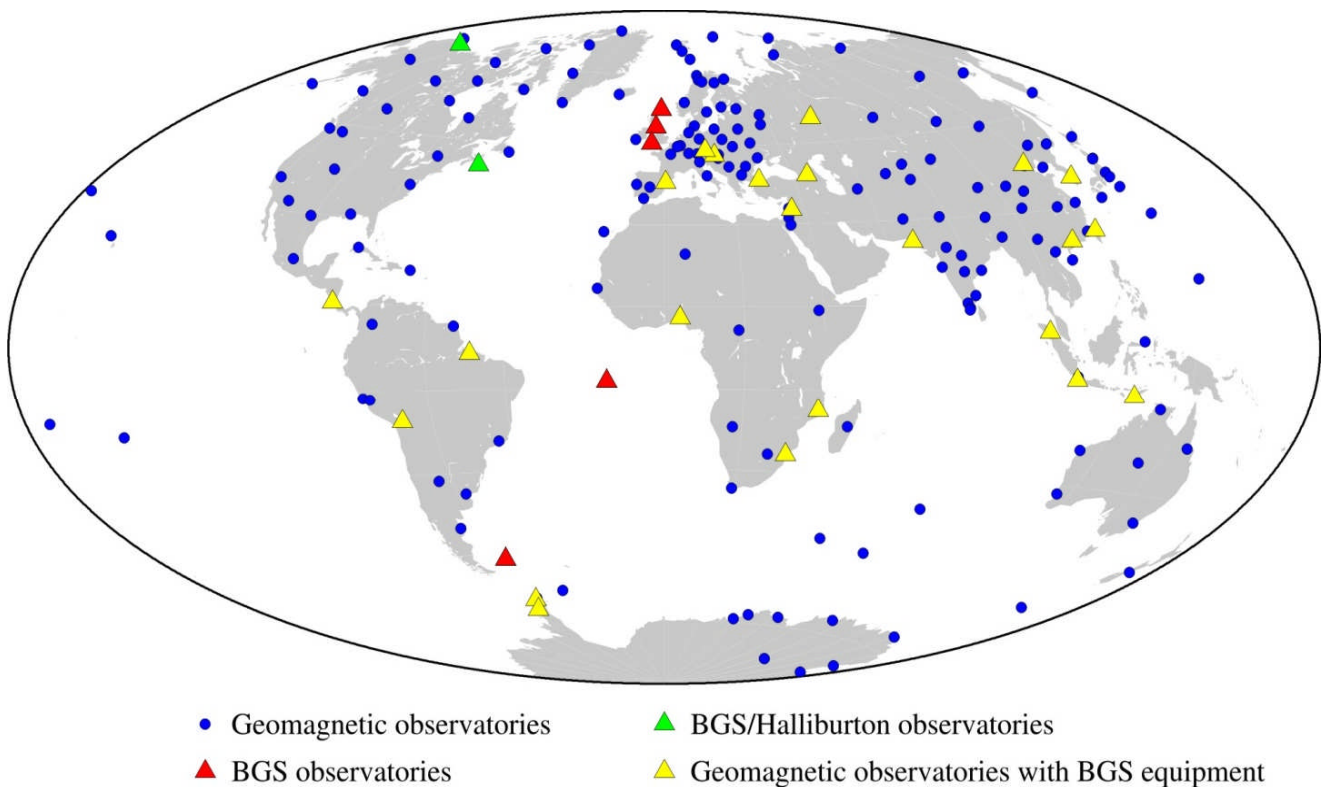 Geomagnetic observatories
BGS/Halliburton observatories
BGS observatories
Geomagnetic observatories with BGS equipment